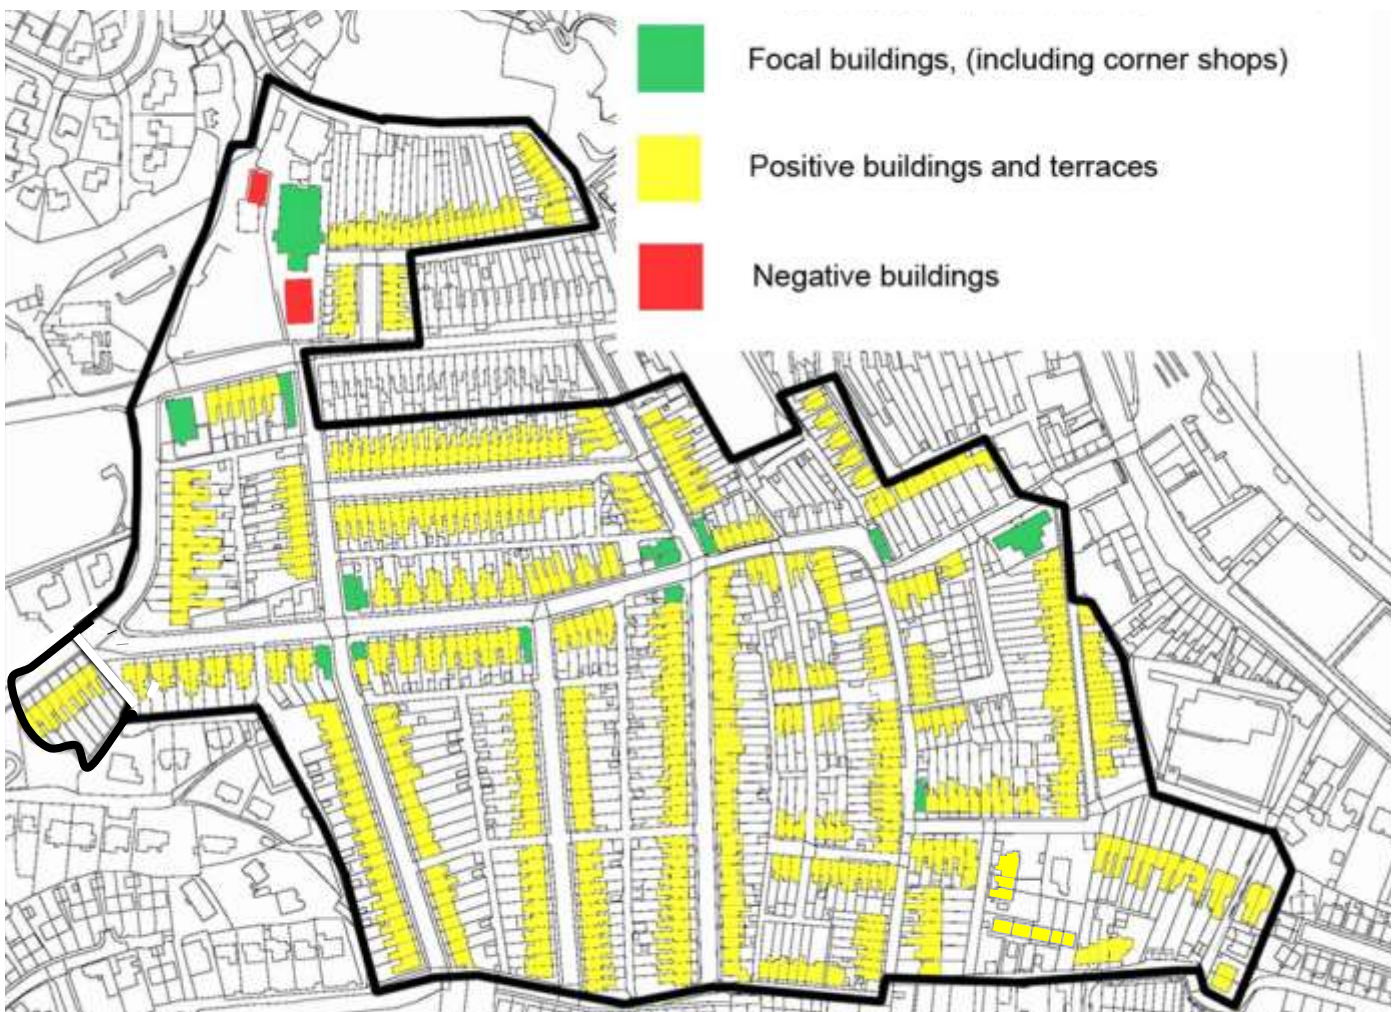 Focal buildings, (including corner shops)
Positive buildings and terraces
Negative buildings